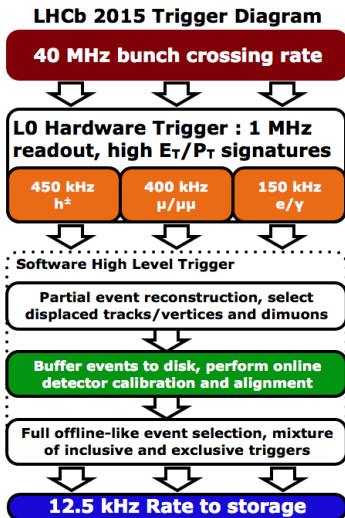 LHCb 2015 Trigger Diagram
40 MHz bunch crossing rate
L0 Hardware Trigger : 1 MHz
readout, high ET/PT signatures
450 kHz
h±
400 kHz
µ/µµ
150 kHz
e/γ
Software High Level Trigger
Partial event reconstruction, select
displaced tracks/vertices and dimuons
Buffer events to disk, perform online
detector calibration and alignment
Full offline-like event selection, mixture
of inclusive and exclusive triggers
12.5 kHz Rate to storage